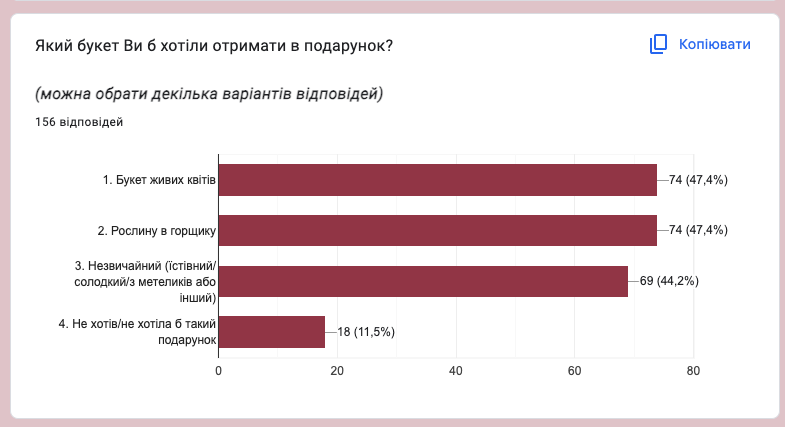 Який букет Ви б хотіли отримати в подарунок?
Копіювати
(можна обрати декілька варіантів відповідей)
156 відповідей
1. Букет живих квітів
74 (47,4%)
2. Рослину в горщику
74 (47,4%)
3. Незвичайний (їстівний/
солодкий/з метеликів або
інший)
69 (44,2%)
4. Не хотів/не хотіла б такий
подарунок
18 (11,5%)
0 20 40 60 80